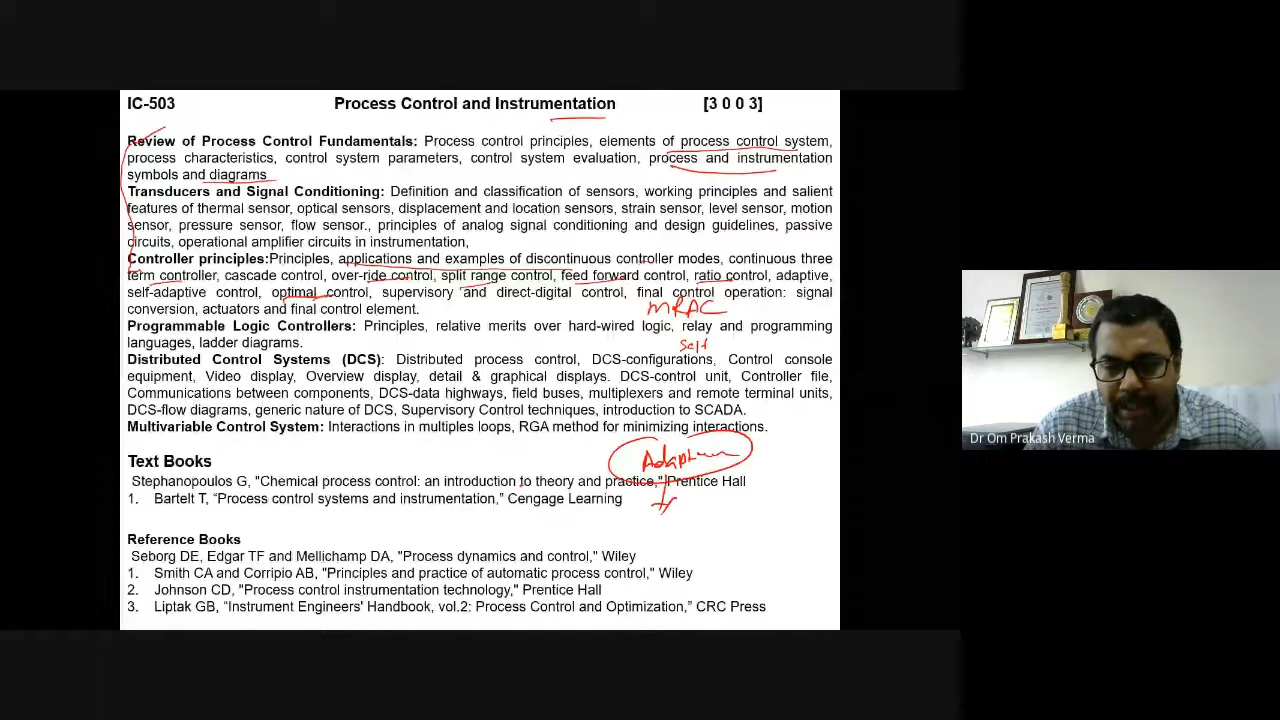 IC-503 Process Control and Instrumentation [3 0 0 3]
Review of Process Control Fundamentals: Process control principles, elements of process control system,
process characteristics, control system parameters, control system evaluation, process and instrumentation
symbols and diagrams
Transducers and Signal Conditioning: Definition and classification of sensors, working principles and salient
features of thermal sensor, optical sensors, displacement and location sensors, strain sensor, level sensor, motion
sensor, pressure sensor, flow sensor., principles of analog signal conditioning and design guidelines, passive
circuits, operational amplifier circuits in instrumentation,
Controller principles:Principles, applications and examples of discontinuous controller modes, continuous three
term controller, cascade control, over-ride control, split range control, feed forward control, ratio control, adaptive,
self-adaptive control, optimal control, supervisory and direct-digital control, final control operation: signal
conversion, actuators and final control element.
MRAC
Programmable Logic Controllers: Principles, relative merits over hard-wired logic, relay and programming
languages, ladder diagrams.
Self
Distributed Control Systems (DCS): Distributed process control, DCS-configurations, Control console
equipment, Video display, Overview display, detail & graphical displays. DCS-control unit, Controller file,
Communications between components, DCS-data highways, field buses, multiplexers and remote terminal units,
DCS-flow diagrams, generic nature of DCS, Supervisory Control techniques, introduction to SCADA.
Multivariable Control System: Interactions in multiples loops, RGA method for minimizing interactions.
Text Books
Stephanopoulos G, "Chemical process control: an introduction to theory and practice," Prentice Hall
1. Bartelt T, “Process control systems and instrumentation,” Cengage Learning
Reference Books
Seborg DE, Edgar TF and Mellichamp DA, "Process dynamics and control," Wiley
1. Smith CA and Corripio AB, "Principles and practice of automatic process control," Wiley
2. Johnson CD, "Process control instrumentation technology," Prentice Hall
3. Liptak GB, “Instrument Engineers' Handbook, vol.2: Process Control and Optimization,” CRC Press
Dr Om Prakash Verma